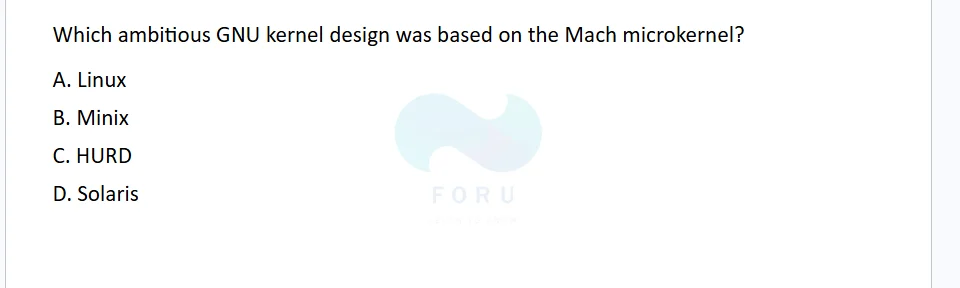 Which ambitious GNU kernel design was based on the Mach microkernel?
A. Linux
B. Minix
C. HURD
D. Solaris
FORU